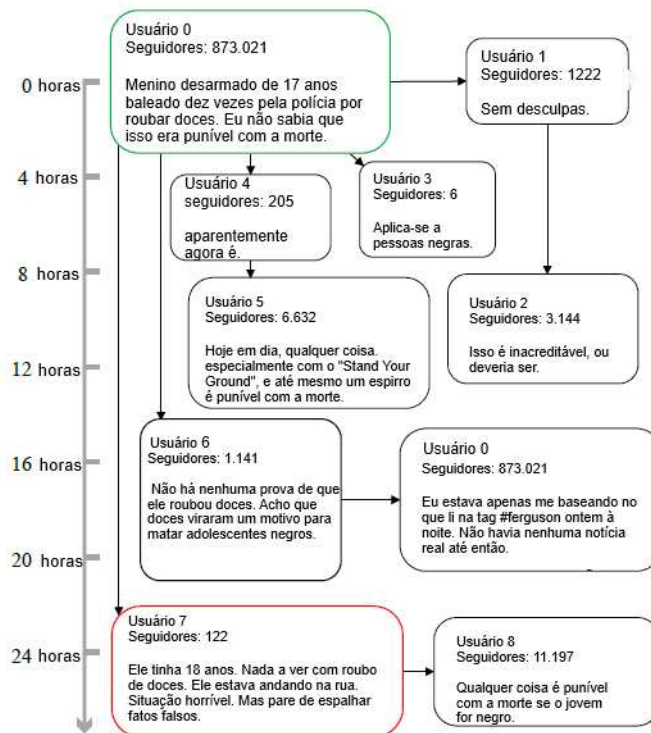 Usuário 0
Seguidores: 873.021
Menino desarmado de 17 anos
baleado dez vezes pela polícia por
roubar doces. Eu não sabia que
isso era punível com a morte.
Usuário 1
Seguidores: 1222
Sem desculpas.
0 horas
4 horas
Usuário 4
seguidores: 205
aparentemente
agora é.
Usuário 3
Seguidores: 6
Aplica-se a
pessoas negras.
8 horas
Usuário 5
Seguidores: 6.632
Hoje em dia, qualquer coisa.
especialmente com o "Stand Your
Ground", e até mesmo um espirro
é punível com a morte.
Usuário 2
Seguidores: 3.144
Isso é inacreditável, ou
deveria ser.
12 horas
Usuário 6
Seguidores: 1.141
Não há nenhuma prova de que
ele roubou doces. Acho que
doces viraram um motivo para
matar adolescentes negros.
Usuário 0
Seguidores: 873.021
Eu estava apenas me baseando no
que li na tag #ferguson ontem à
noite. Não havia nenhuma notícia
real até então.
16 horas
20 horas
Usuário 7
Seguidores: 122
Ele tinha 18 anos. Nada a ver com roubo
de doces. Ele estava andando na rua.
Situação horrível. Mas pare de espalhar
fatos falsos.
Usuário 8
Seguidores: 11.197
Qualquer coisa é punível
com a morte se o jovem
for negro.
24 horas